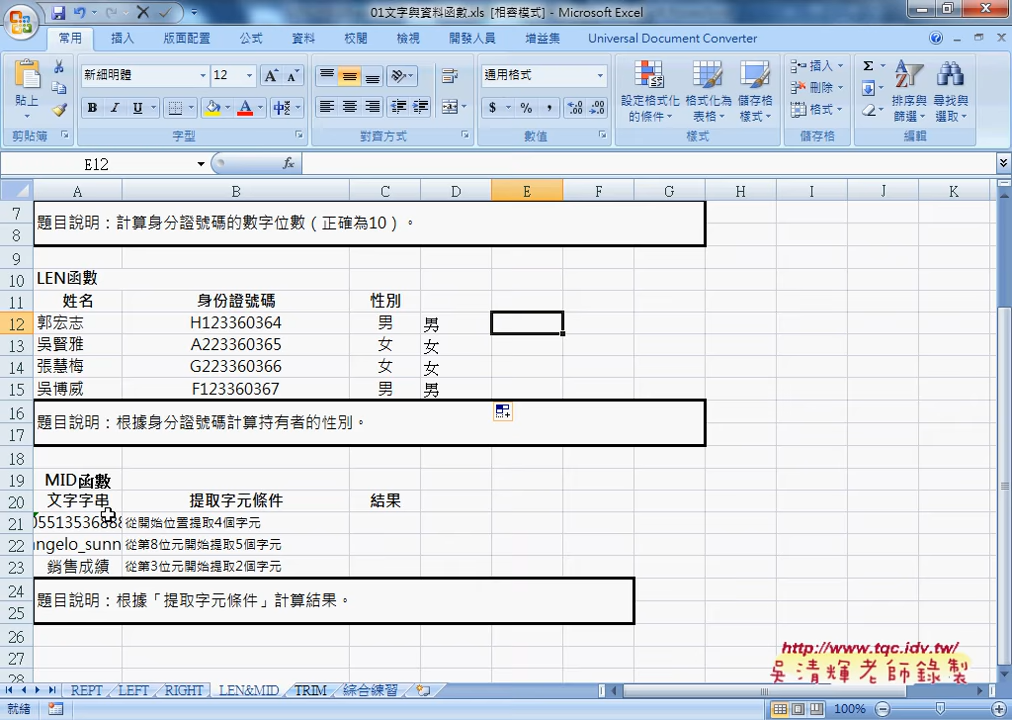 01文字與資料函數.xls [相容模式] - Microsoft Excel
常用 插入 版面配置 公式 資料 校閱 檢視 開發人員 增益集 Universal Document Converter
貼上 新細明體 12 通用格式 設定格式化的條件 格式化為表格 儲存格樣式 插入 刪除 格式 排序與篩選 尋找與選取
剪貼簿 字型 對齊方式 數值 樣式 儲存格 編輯
E12 fx
A B C D E F G H I J K
7 題目說明：計算身分證號碼的數字位數（正確為10）。
8
9
10 LEN函數
11 姓名 身份證號碼 性別
12 郭宏志 H123360364 男 男
13 吳賢雅 A223360365 女 女
14 張慧梅 G223360366 女 女
15 吳博威 F123360367 男 男
16 題目說明：根據身分證號碼計算持有者的性別。
17
18
19 MID函數
20 文字字串 提取字元條件 結果
21 05513536888 從開始位置提取4個字元
22 angelo_sunn 從第8位元開始提取5個字元
23 銷售成績 從第3位元開始提取2個字元
24 題目說明：根據「提取字元條件」計算結果。
25
26
27
28
http://www.tqc.idv.tw/
吳清輝老師錄製
REPT LEFT RIGHT LEN&MID TRIM 綜合練習
就緒 100%